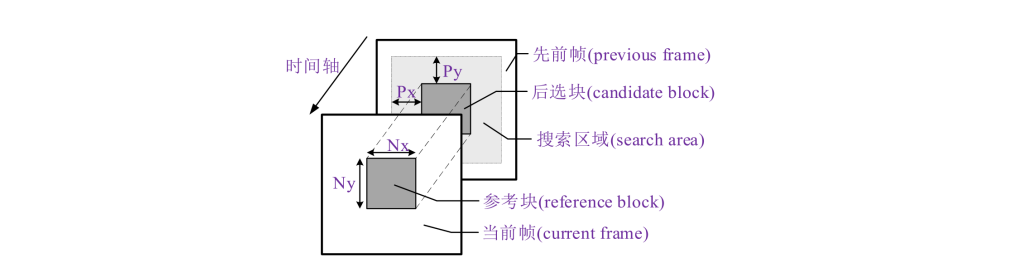 时间轴
先前帧(previous frame)
Py
Px
后选块(candidate block)
搜索区域(search area)
Nx
Ny
参考块(reference block)
当前帧(current frame)